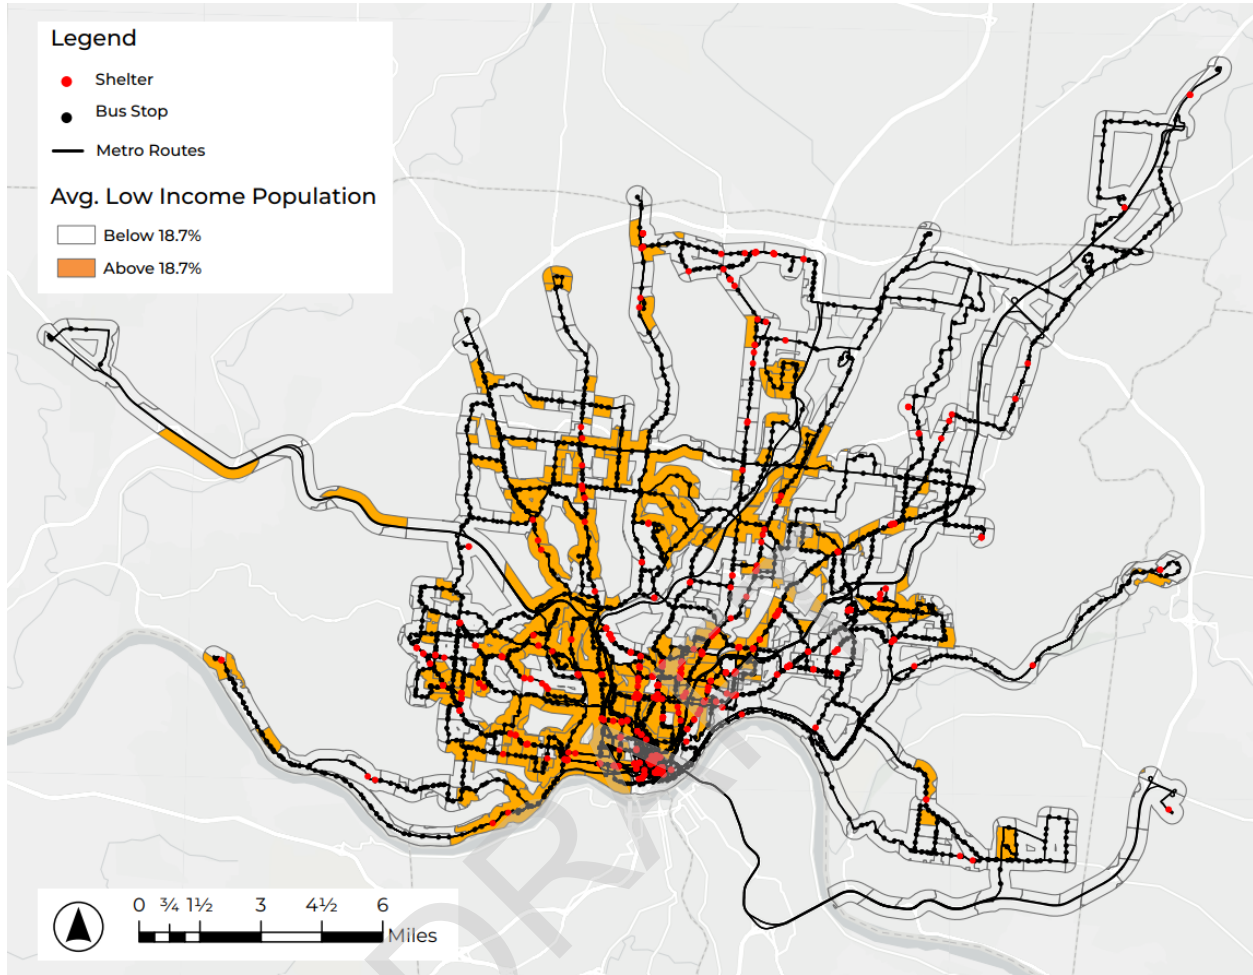 Legend
Shelter
Bus Stop
Metro Routes
Avg. Low Income Population
Below 18.7%
Above 18.7%
0 ¾ 1½ 3 4½ 6
Miles
DRAFT